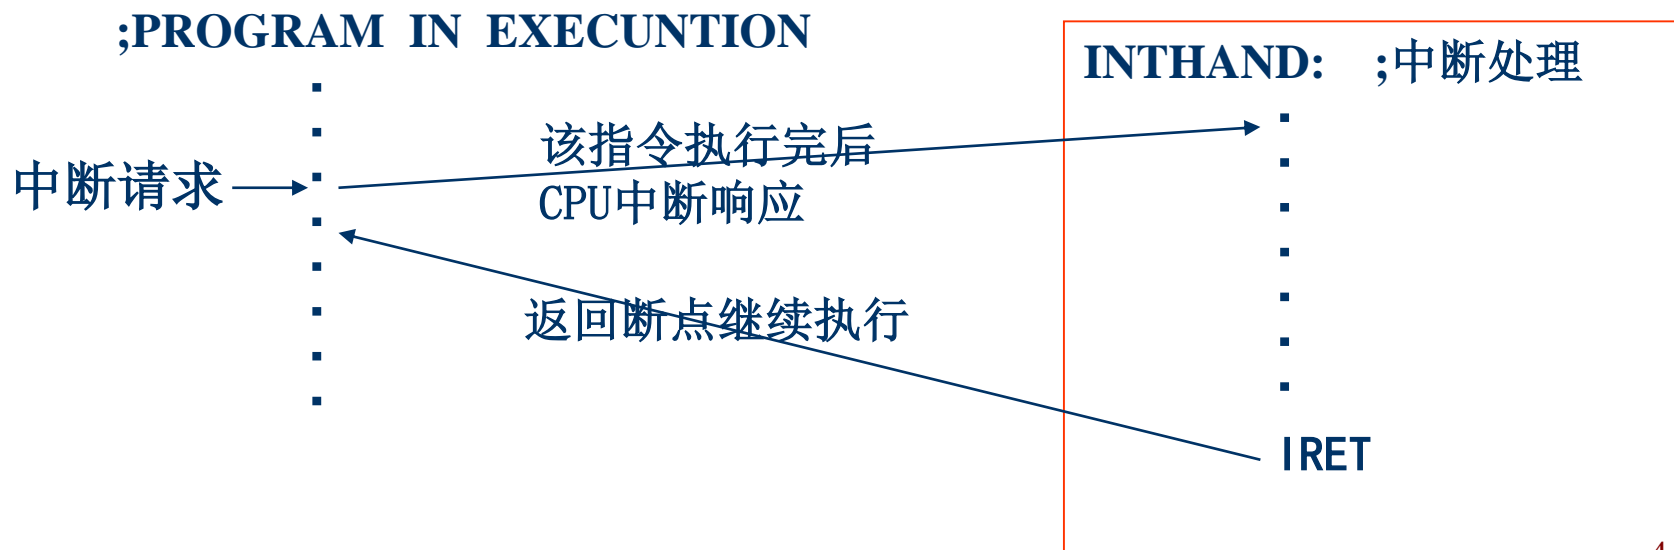 ;PROGRAM IN EXECUNTION
中断请求
该指令执行完后
CPU中断响应
返回断点继续执行
INTHAND: ;中断处理
IRET
4